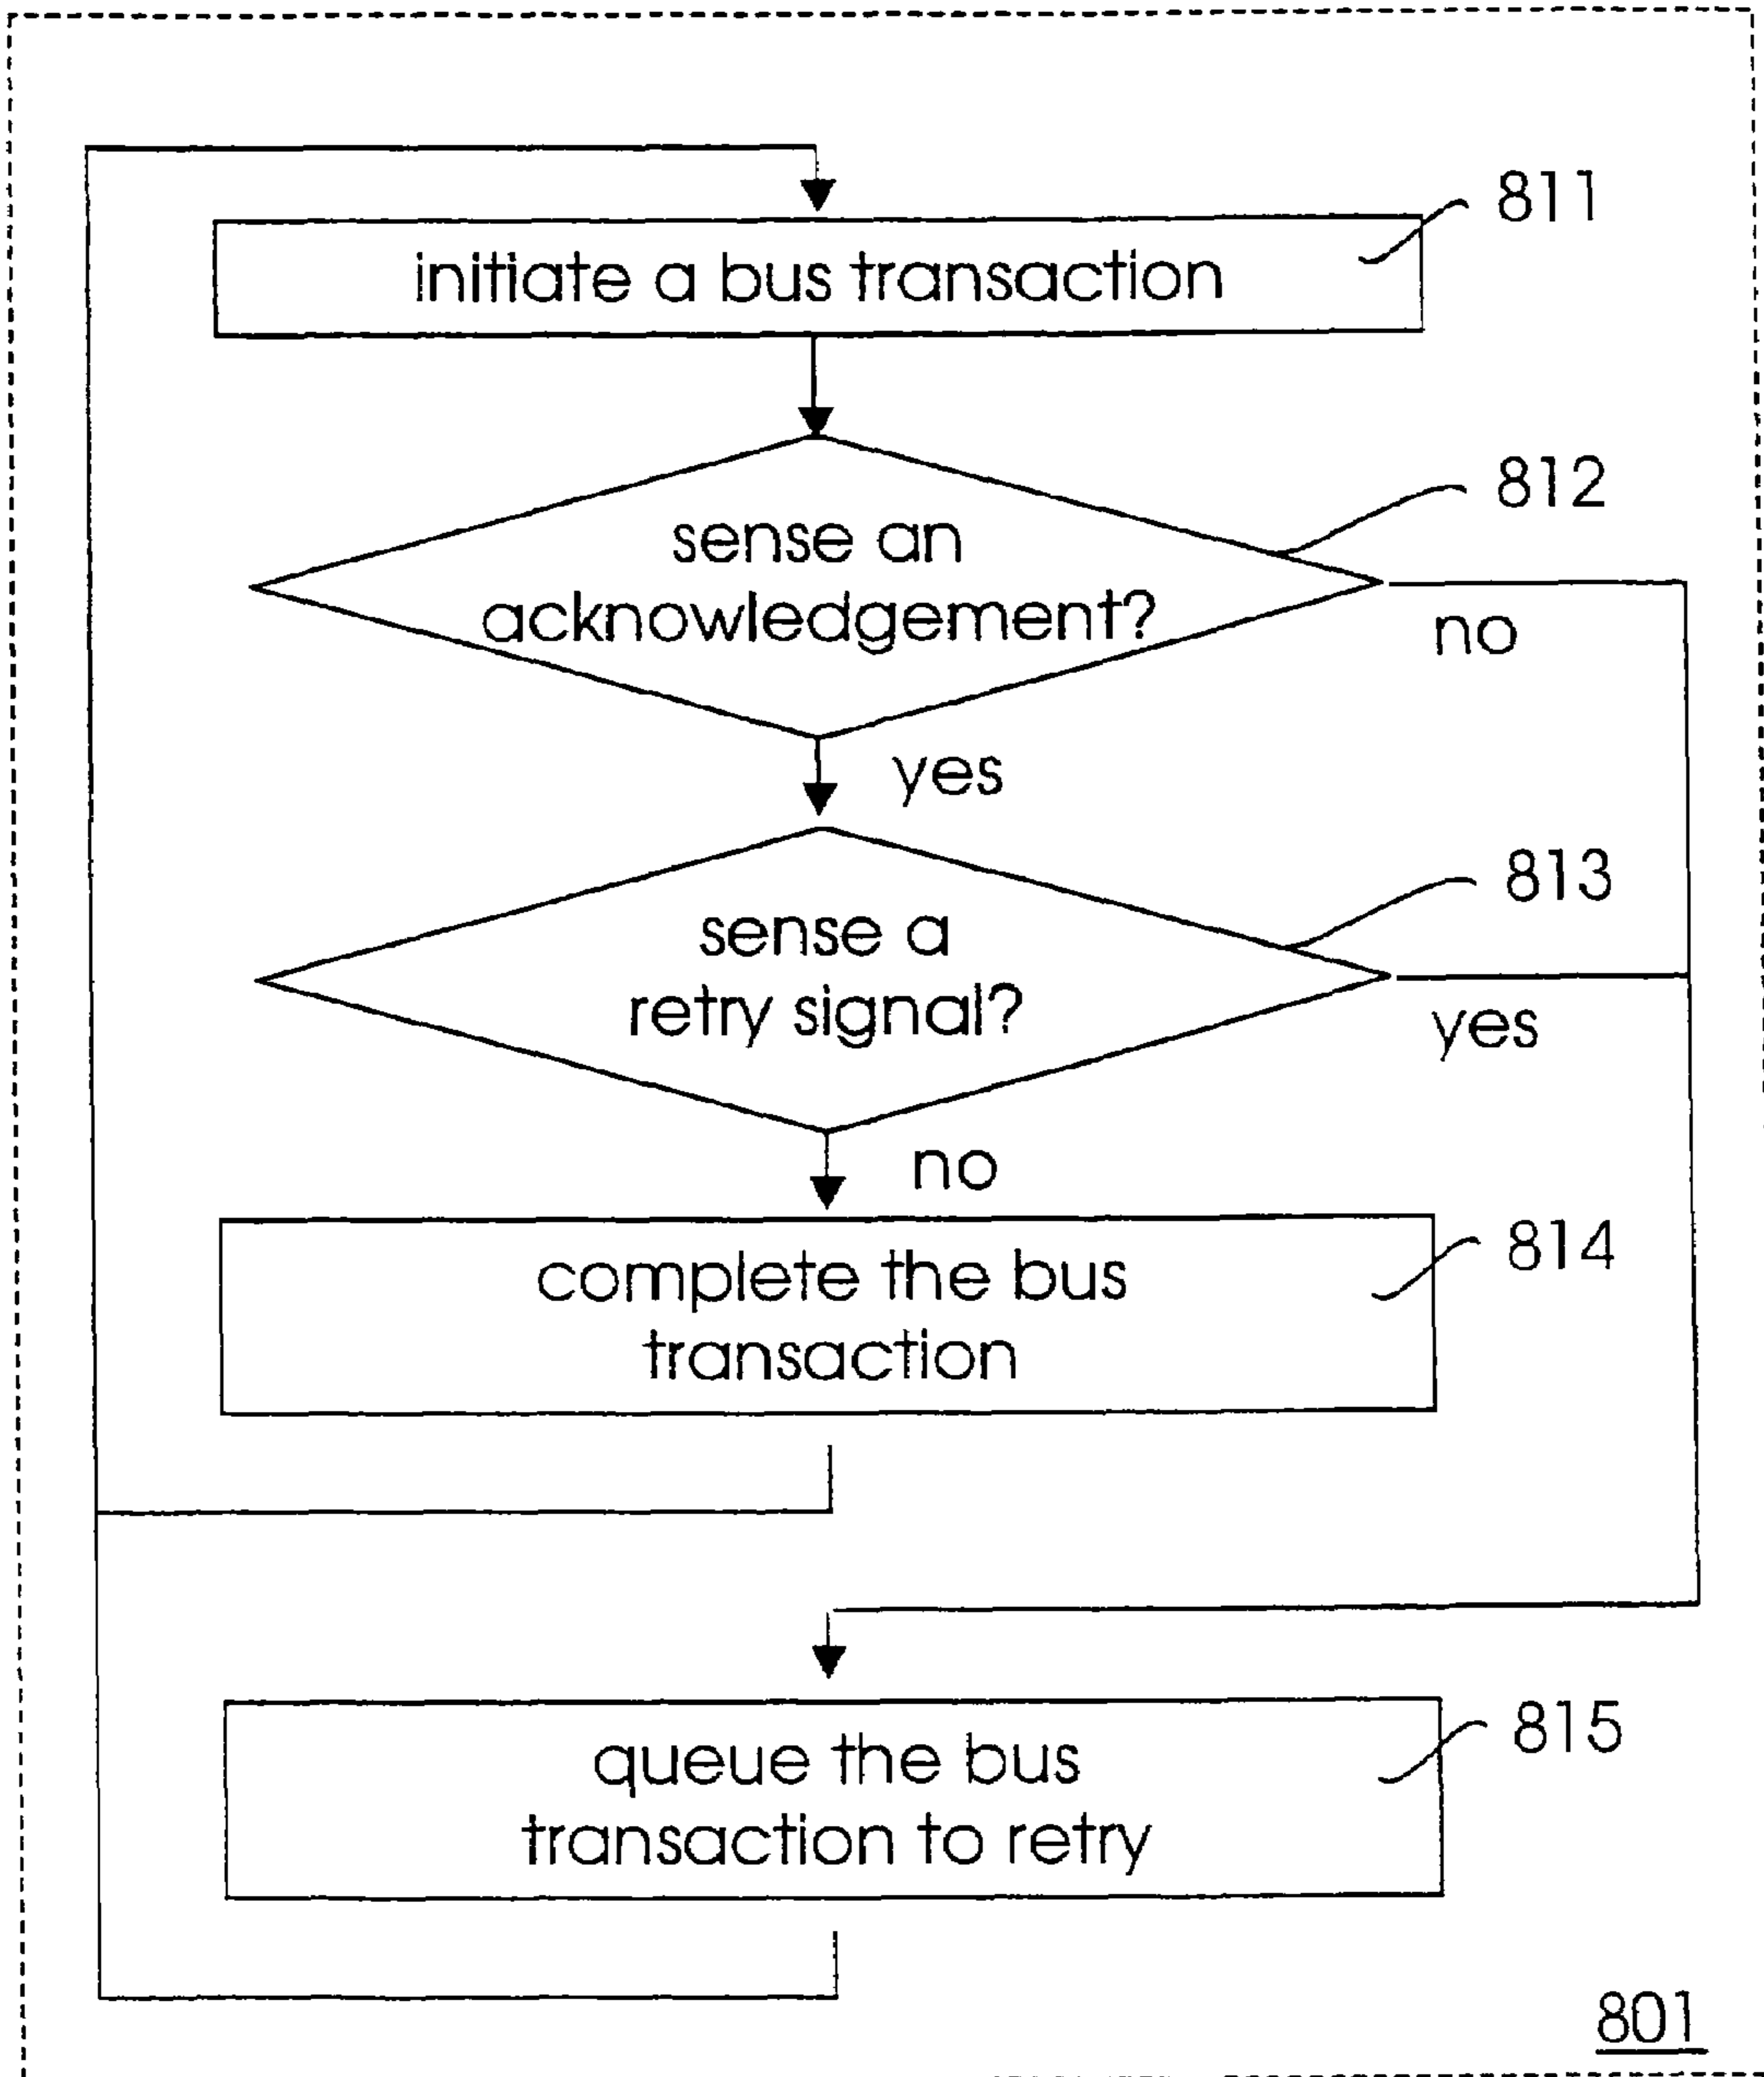 811
initiate a bus transaction
812
sense an
acknowledgement?
no
yes
813
sense a
retry signal?
yes
no
814
complete the bus
transaction
815
queue the bus
transaction to retry
801